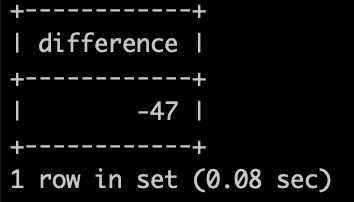 +------------+
| difference |
+------------+
|        -47 |
+------------+
1 row in set (0.08 sec)